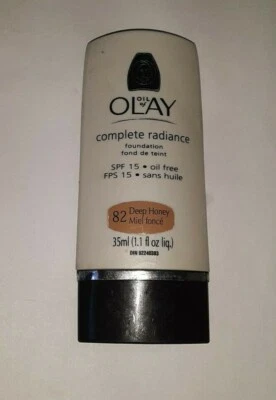 OIL of
OLAY
complete radiance
foundation
fond de teint
SPF 15 • oil free
FPS 15 • sans huile
82 Deep Honey
Miel foncé
35ml (1.1 fl oz liq.)